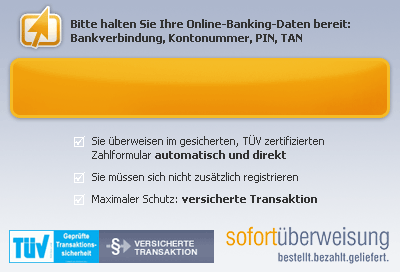 Bitte halten Sie Ihre Online-Banking-Daten bereit:
Bankverbindung, Kontonummer, PIN, TAN
Sie überweisen im gesicherten, TÜV zertifizierten
Zahlformular automatisch und direkt
Sie müssen sich nicht zusätzlich registrieren
Maximaler Schutz: versicherte Transaktion
TÜV
Geprüfte
Transaktions-
sicherheit
§
VERSICHERTE
TRANSAKTION
sofortüberweisung
bestellt.bezahlt.geliefert.